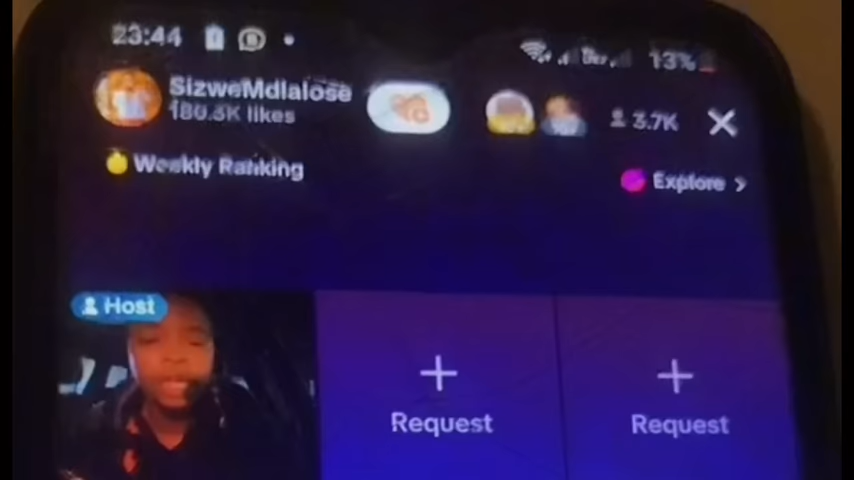 23:44
13%
SizweMdlalose
180.3K likes
3.7K
Weekly Ranking
Explore >
Host
Request
Request